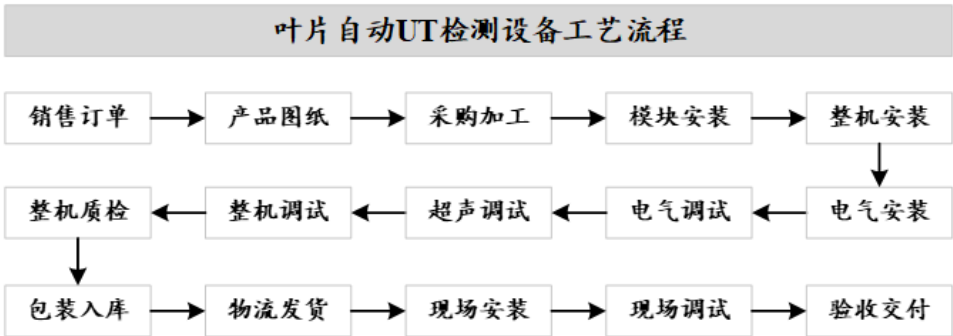 叶片自动UT检测设备工艺流程
销售订单
产品图纸
采购加工
模块安装
整机安装
电气安装
电气调试
超声调试
整机调试
整机质检
包装入库
物流发货
现场安装
现场调试
验收交付